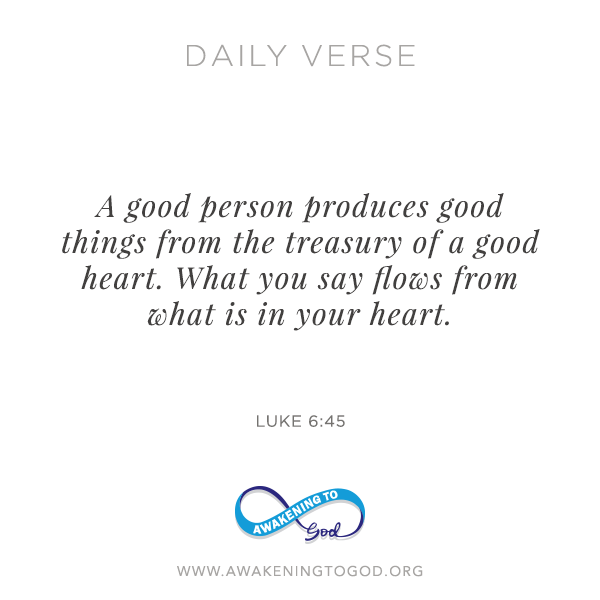 DAILY VERSE
A good person produces good
things from the treasury of a good
heart. What you say flows from
what is in your heart.
LUKE 6:45
AWAKENING TO
God
WWW.AWAKENINGTOGOD.ORG